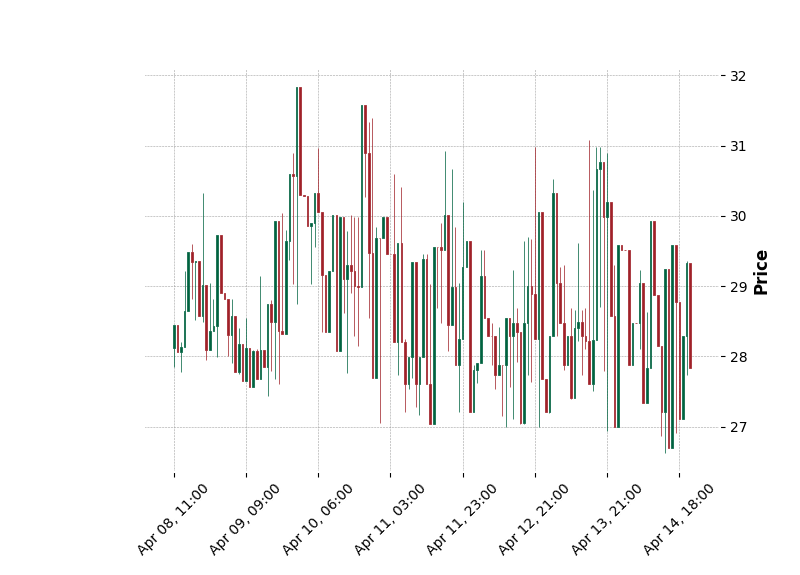 32
31
30
29
28
27
Price
Apr 08, 11:00
Apr 09, 09:00
Apr 10, 06:00
Apr 11, 03:00
Apr 11, 23:00
Apr 12, 21:00
Apr 13, 21:00
Apr 14, 18:00